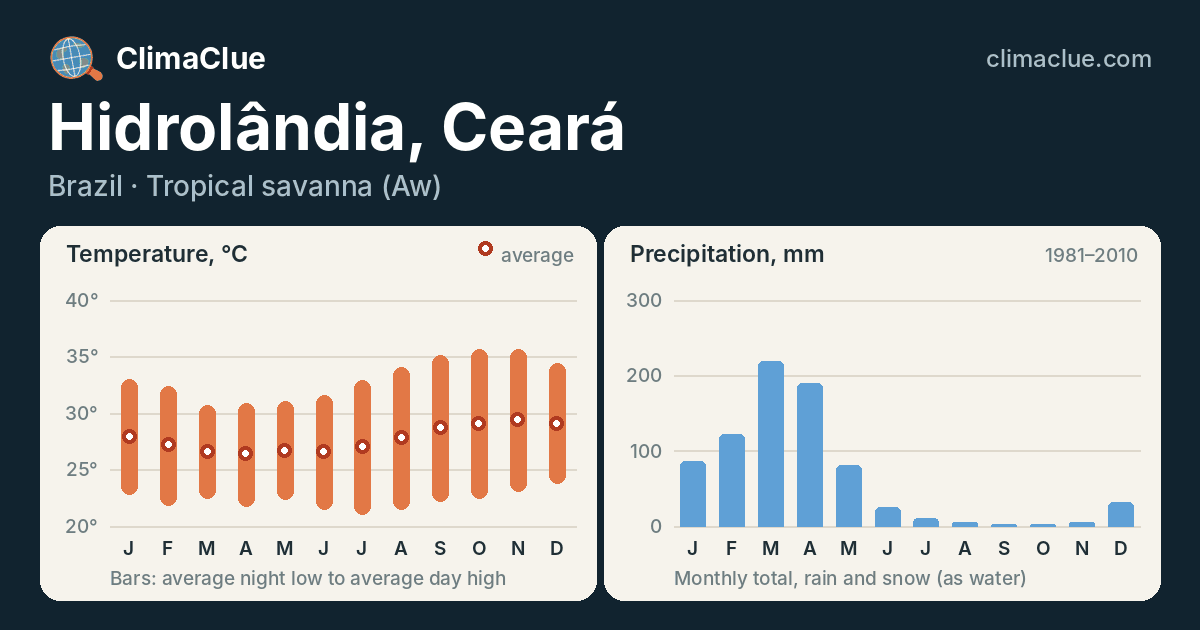 ClimaClue
climaclue.com
Hidrolândia, Ceará
Brazil · Tropical savanna (Aw)
Temperature, °C
average
40°
35°
30°
25°
20°
J F M A M J J A S O N D
Bars: average night low to average day high
Precipitation, mm
1981–2010
300
200
100
0
J F M A M J J A S O N D
Monthly total, rain and snow (as water)